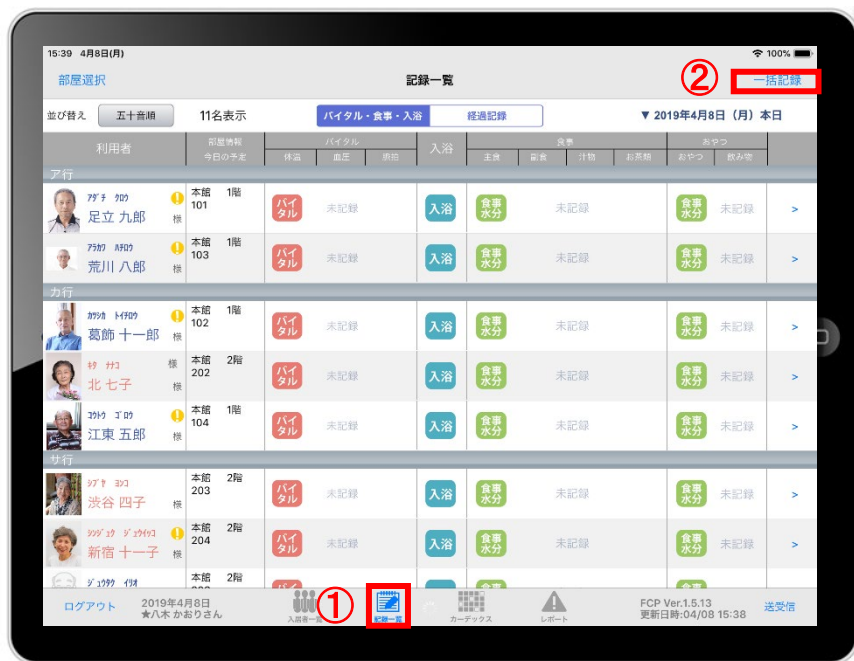 15:39 4月8日(月)
100%
部屋選択
記録一覧
②
一括記録
並び替え 五十音順 11名表示 バイタル・食事・入浴 経過記録 ▼ 2019年4月8日（月）本日
利用者 部屋情報 バイタル 入浴 食事 おやつ
今日の予定 体温 血圧 脈拍 主食 副食 汁物 お茶類 おやつ 飲み物
ア行
ｱﾀﾞﾁ ｸﾛｳ 本館 1階
足立 九郎 様 101 バイタル 未記録 入浴 食事水分 未記録 食事水分 未記録 >
ｱﾗｶﾜ ﾊﾁﾛｳ 本館 1階
荒川 八郎 様 103 バイタル 未記録 入浴 食事水分 未記録 食事水分 未記録 >
カ行
ｶﾂｼｶ ﾄｲﾁﾛｳ 本館 1階
葛飾 十一郎 様 102 バイタル 未記録 入浴 食事水分 未記録 食事水分 未記録 >
ｷﾀ ﾅﾅｺ 様 本館 2階
北 七子 様 202 バイタル 未記録 入浴 食事水分 未記録 食事水分 未記録 >
ｺｳﾄｳ ｺﾞﾛｳ 本館 1階
江東 五郎 様 104 バイタル 未記録 入浴 食事水分 未記録 食事水分 未記録 >
サ行
ｼﾌﾞﾔ ﾖﾝｺ 本館 2階
渋谷 四子 様 203 バイタル 未記録 入浴 食事水分 未記録 食事水分 未記録 >
ｼﾝｼﾞｭｸ ｼﾞｭｳｲﾁｺ 本館 2階
新宿 十一子 様 204 バイタル 未記録 入浴 食事水分 未記録 食事水分 未記録 >
本館 2階
ログアウト
2019年4月8日
★八木 かおりさん
入居者一覧
①
記録一覧
カーデックス
レポート
FCP Ver.1.5.13
更新日時:04/08 15:38
送受信